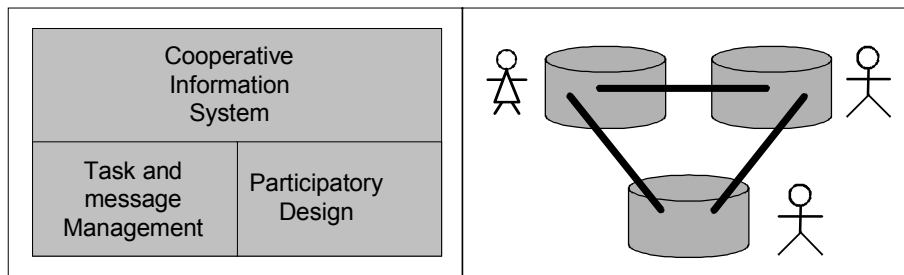 Cooperative
Information
System
Task and
message
Management
Participatory
Design